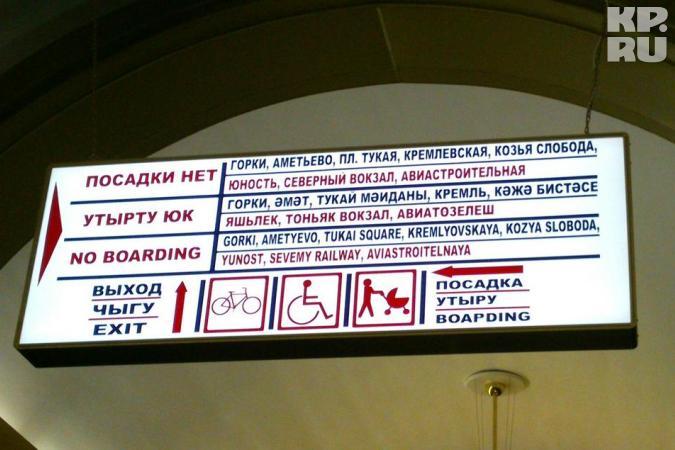 KP.
RU
ПОСАДКИ НЕТ
ГОРКИ, АМЕТЬЕВО, ПЛ. ТУКАЯ, КРЕМЛЕВСКАЯ, КОЗЬЯ СЛОБОДА,
ЮНОСТЬ, СЕВЕРНЫЙ ВОКЗАЛ, АВИАСТРОИТЕЛЬНАЯ
УТЫРТУ ЮК
ГОРКИ, ӘМӘТ, ТУКАЙ МӘЙДАНЫ, КРЕМЛЬ, КӘҖӘ БИСТӘСЕ
ЯШЬЛЕК, ТОНЬЯК ВОКЗАЛ, АВИАТӨЗЕЛЕШ
NO BOARDING
GORKI, AMETYEVO, TUKAI SQUARE, KREMLYOVSKAYA, KOZYA SLOBODA,
YUNOST, SEVEMY RAILWAY, AVIASTROITELNAYA
ВЫХОД
ЧЫГУ
EXIT
ПОСАДКА
УТЫРУ
BOAPDING